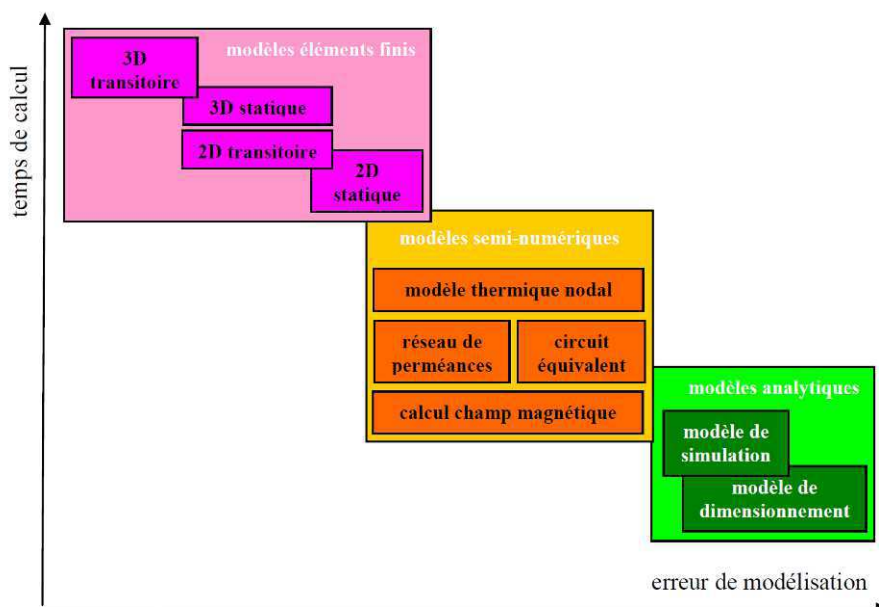 temps de calcul
modèles éléments finis
3D
transitoire
3D statique
2D transitoire
2D
statique
modèles semi-numériques
modèle thermique nodal
réseau de
perméances
circuit
équivalent
calcul champ magnétique
modèles analytiques
modèle de
simulation
modèle de
dimensionnement
erreur de modélisation